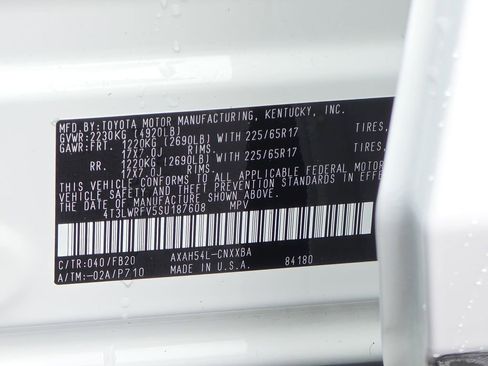 MFD.BY:TOYOTA MOTOR MANUFACTURING, KENTUCKY, INC.
GVWR:2230KG (4920LB)
GAWR:FRT. 1220KG (2690LB) WITH 225/65R17 TIRES,
17X7.0J RIMS.
RR. 1220KG (2690LB) WITH 225/65R17 TIRES,
17X7.0J RIMS.
THIS VEHICLE CONFORMS TO ALL APPLICABLE FEDERAL MOTOR
VEHICLE SAFETY AND THEFT PREVENTION STANDARDS IN EFFECT
THE DATE OF MANUFACTURE SHOWN ABOVE.
4T3LWRFV5SU187608 MPV
C/TR:040/FB20 AXAH54L-CNXXBA
A/TM:-02A/P710 MADE IN U.S.A. 84180